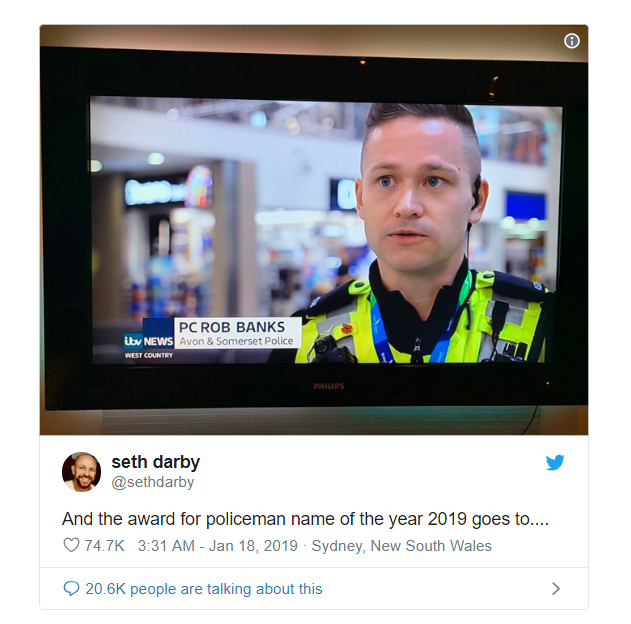 PC ROB BANKS
itv NEWS
Avon & Somerset Police
WEST COUNTRY
PHILIPS
seth darby
@sethdarby
And the award for policeman name of the year 2019 goes to....
74.7K 3:31 AM - Jan 18, 2019 · Sydney, New South Wales
20.6K people are talking about this